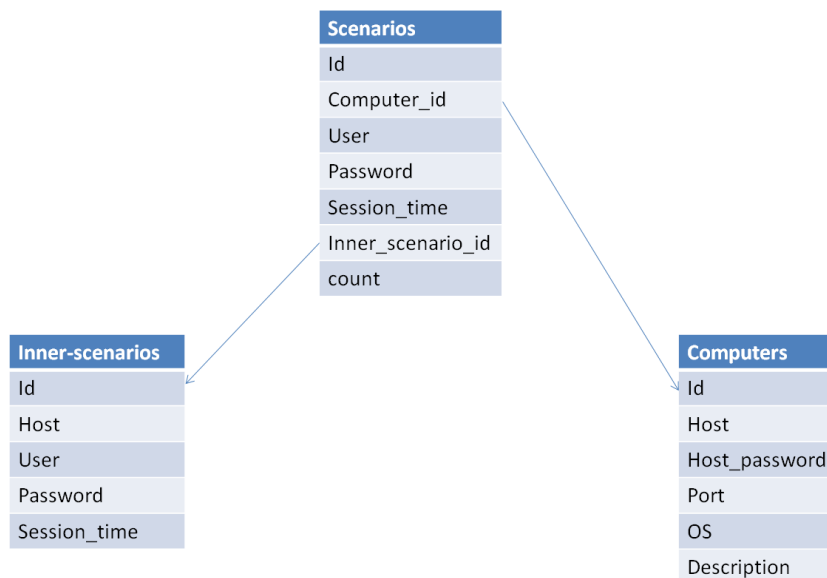 Scenarios
Id
Computer_id
User
Password
Session_time
Inner_scenario_id
count
Inner-scenarios
Id
Host
User
Password
Session_time
Computers
Id
Host
Host_password
Port
OS
Description